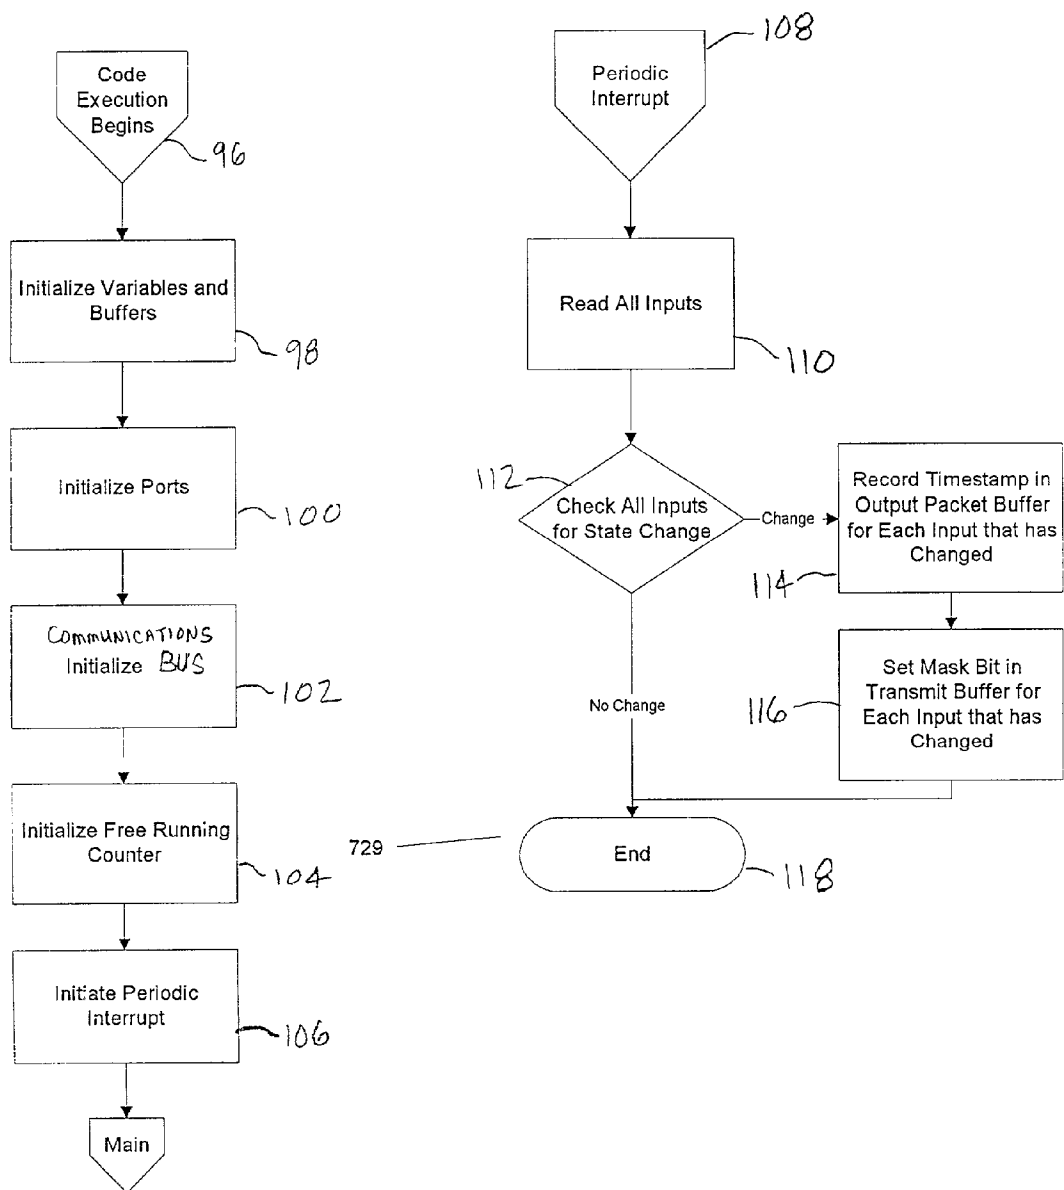 Code
Execution
Begins
96
Initialize Variables and
Buffers
98
Initialize Ports
100
COMMUNICATIONS
Initialize BUS
102
Initialize Free Running
Counter
104
Initiate Periodic
Interrupt
106
Main
108
Periodic
Interrupt
Read All Inputs
110
112
Check All Inputs
for State Change
Change
Record Timestamp in
Output Packet Buffer
for Each Input that has
Changed
114
Set Mask Bit in
Transmit Buffer for
Each Input that has
Changed
116
No Change
729
End
118